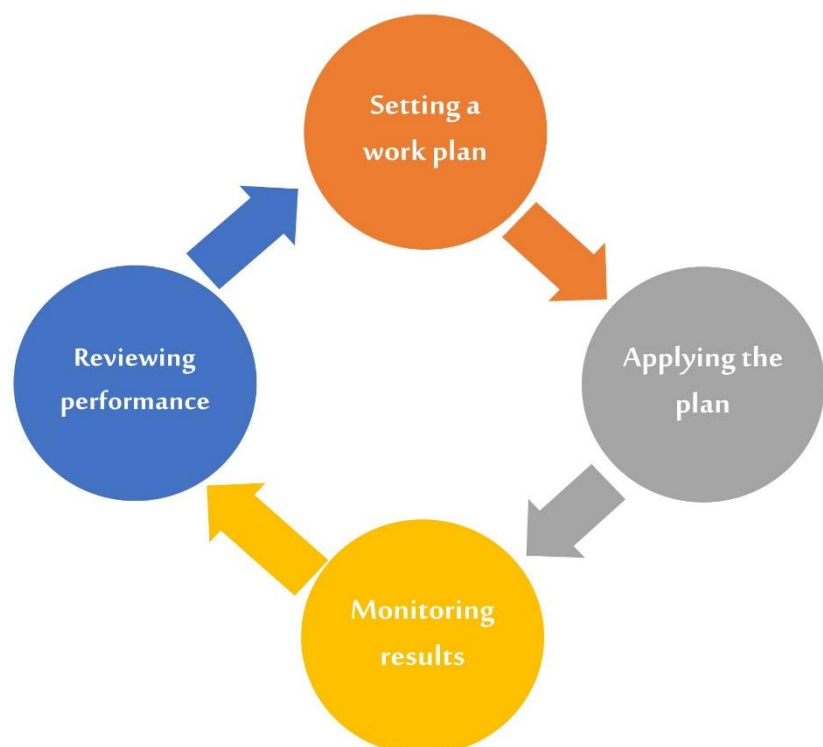 Setting a
work plan
Applying the
plan
Monitoring
results
Reviewing
performance